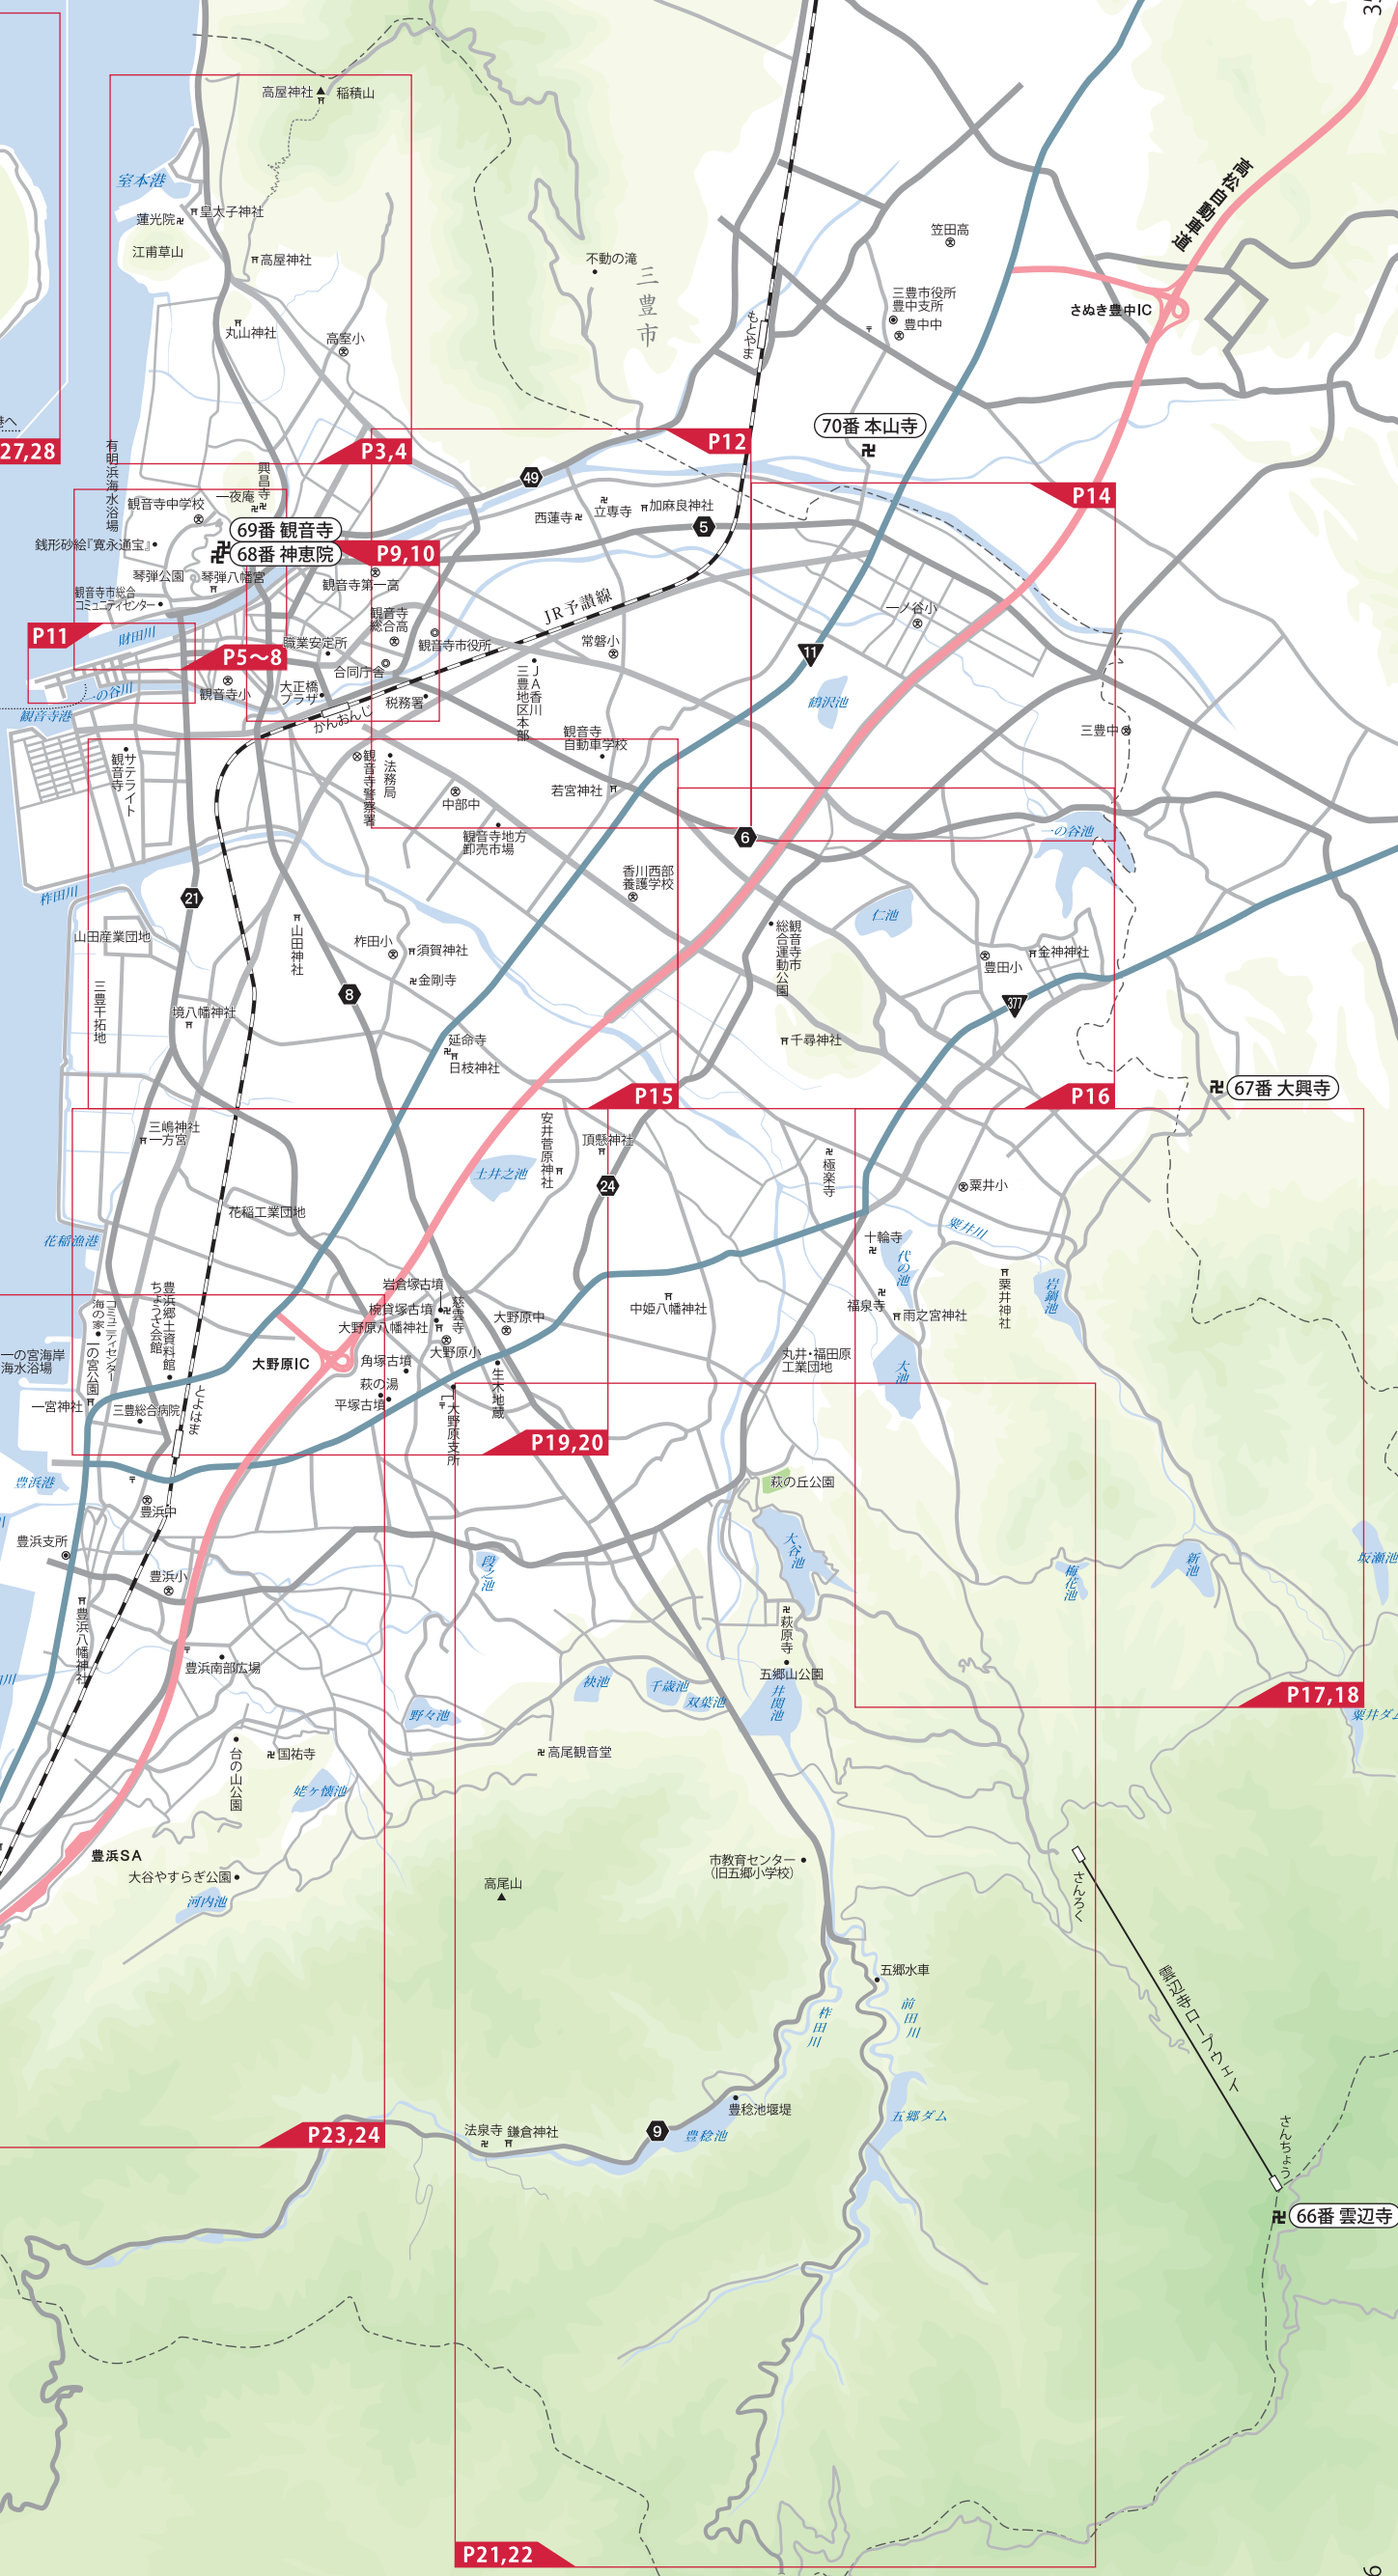 35
高屋神社
稲積山
室本港
皇太子神社
蓮光院
江甫草山
高屋神社
笠田高
高松自動車道
不動の滝
三豊市
三豊市役所
豊中支所
豊中中
さぬき豊中IC
もとやま
丸山神社
高室小
港へ
27,28
P3,4
P12
70番 本山寺
有明浜海水浴場
興昌寺
一夜庵
観音寺中学校
49
西蓮寺
立専寺
加麻良神社
5
P14
69番 観音寺
68番 神恵院
P9,10
銭形砂絵『寛永通宝』
琴弾公園
琴弾八幡宮
観音寺第一高
観音寺市総合
コミュニティセンター
観音寺
総合高
JR予讃線
一ノ谷小
P11
財田川
職業安定所
観音寺市役所
常磐小
11
P5〜8
合同庁舎
JA香川
三豊地区本部
一の谷川
観音寺小
大正橋
プラザ
税務署
鶴沢池
観音寺港
かんおんじ
三豊中
観音寺
自動車学校
サテライト
観音寺
観音寺警察署
法務局
中部中
若宮神社
観音寺地方
卸売市場
6
一の谷池
香川西部
養護学校
柞田川
21
仁池
山田産業団地
山田神社
柞田小
須賀神社
観音寺市
総合運動公園
金神神社
豊田小
金剛寺
三豊干拓地
8
377
境八幡神社
延命寺
日枝神社
千尋神社
P15
P16
67番 大興寺
三嶋神社
一方宮
安井菅原神社
頂懸神社
土井之池
24
極楽寺
粟井小
花稲工業団地
粟井川
花稲漁港
十輪寺
代の池
豊浜郷土資料館
ちょうさ会館
コミュニティセンター
海の家
岩倉塚古墳
椀貸塚古墳
慈雲寺
大野原八幡神社
大野原中
中姫八幡神社
福泉寺
雨之宮神社
粟井神社
岩鍋池
一の宮海岸
海水浴場
一の宮公園
大野原IC
大野原小
角塚古墳
丸井・福田原
工業団地
大池
萩の湯
生木地蔵
一宮神社
三豊総合病院
とよはま
平塚古墳
大野原支所
P19,20
豊浜港
萩の丘公園
豊浜中
豊浜支所
大谷池
段之池
豊浜小
梅花池
新池
坂瀬池
豊浜八幡神社
萩原寺
豊浜南部広場
五郷山公園
袂池
千歳池
双葉池
井関池
P17,18
粟井ダム
野々池
台の山公園
国祐寺
高尾観音堂
姥ケ懐池
豊浜SA
大谷やすらぎ公園
河内池
高尾山
市教育センター
(旧五郷小学校)
さんろく
五郷水車
前田川
柞田川
雲辺寺ロープウェイ
豊稔池堰堤
五郷ダム
P23,24
法泉寺
鎌倉神社
9
豊稔池
さんちょう
66番 雲辺寺
P21,22